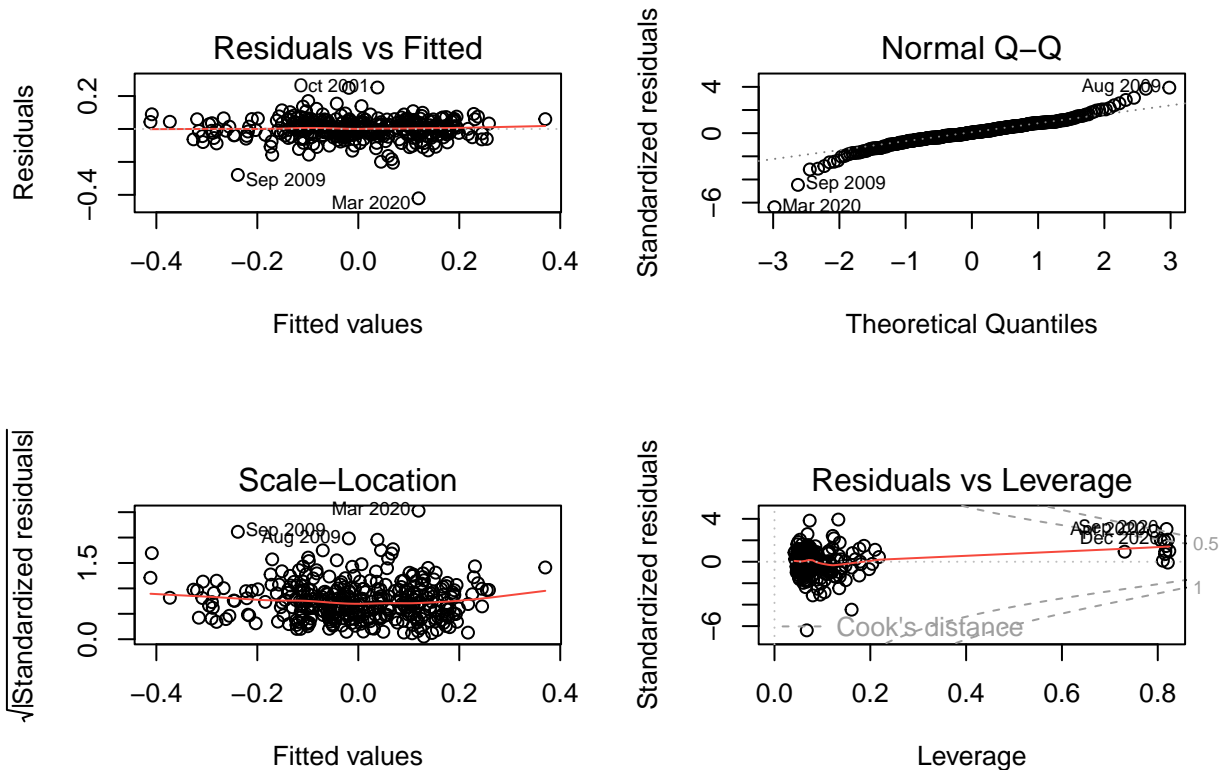 Residuals vs Fitted
Residuals
0.2
−0.4
Oct 2001
Sep 2009
Mar 2020
−0.4 −0.2 0.0 0.2 0.4
Fitted values
Normal Q−Q
Standardized residuals
4
0
−6
Aug 2009
Sep 2009
Mar 2020
−3 −2 −1 0 1 2 3
Theoretical Quantiles
Scale−Location
√|Standardized residuals|
1.5
0.0
Mar 2020
Sep 2009
Aug 2009
−0.4 −0.2 0.0 0.2 0.4
Fitted values
Residuals vs Leverage
Standardized residuals
4
0
−6
Sep 2020
Dec 2020
0.5
1
Cook's distance
0.0 0.2 0.4 0.6 0.8
Leverage